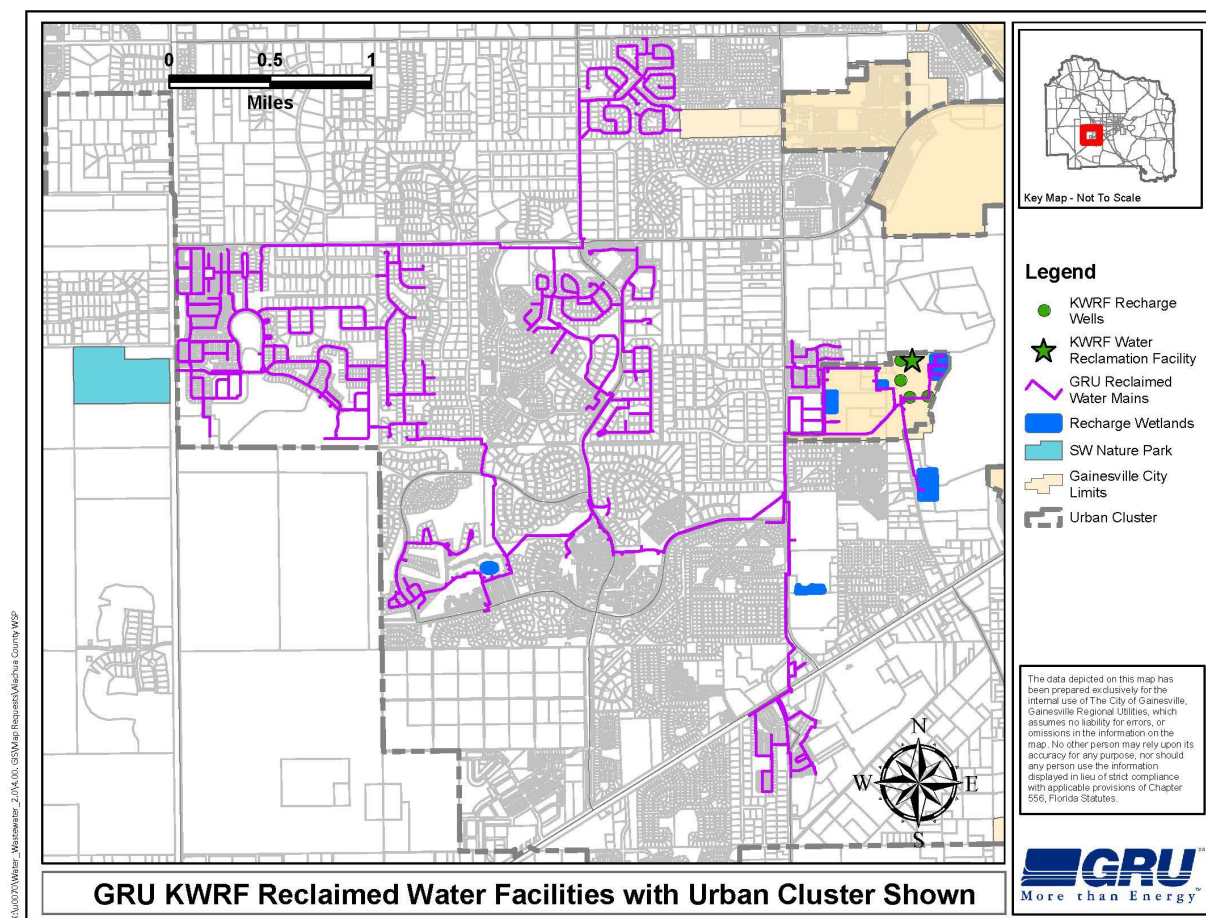 0 0.5 1
Miles
N
W E
S
Key Map - Not To Scale
Legend
KWRF Recharge
Wells
KWRF Water
Reclamation Facility
GRU Reclaimed
Water Mains
Recharge Wetlands
SW Nature Park
Gainesville City
Limits
Urban Cluster
The data depicted on this map has
been prepared exclusively for the
internal use of The City of Gainesville,
Gainesville Regional Utilities, which
assumes no liability for errors, or
omissions in the information on the
map. No other person may rely upon its
accuracy for any purpose, nor should
any person use the information
displayed in lieu of strict compliance
with applicable provisions of Chapter
556, Florida Statutes.
GRU
More than Energy
GRU KWRF Reclaimed Water Facilities with Urban Cluster Shown